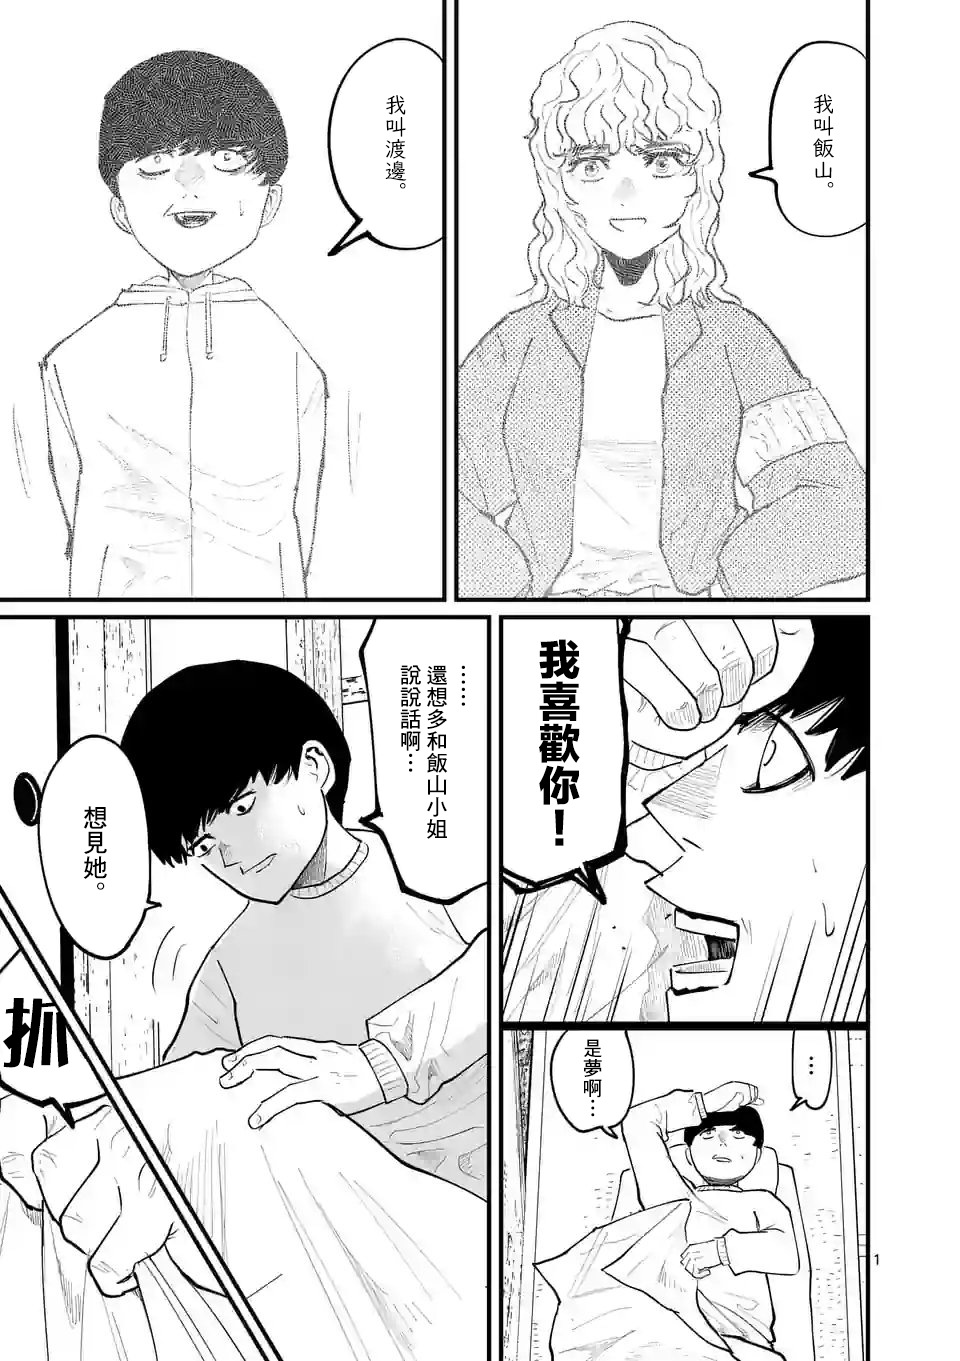 我叫飯山。
我叫渡邊。
我喜歡你！
…
是夢啊…
……
還想多和飯山小姐
說說話啊…
想見她。
抓
1